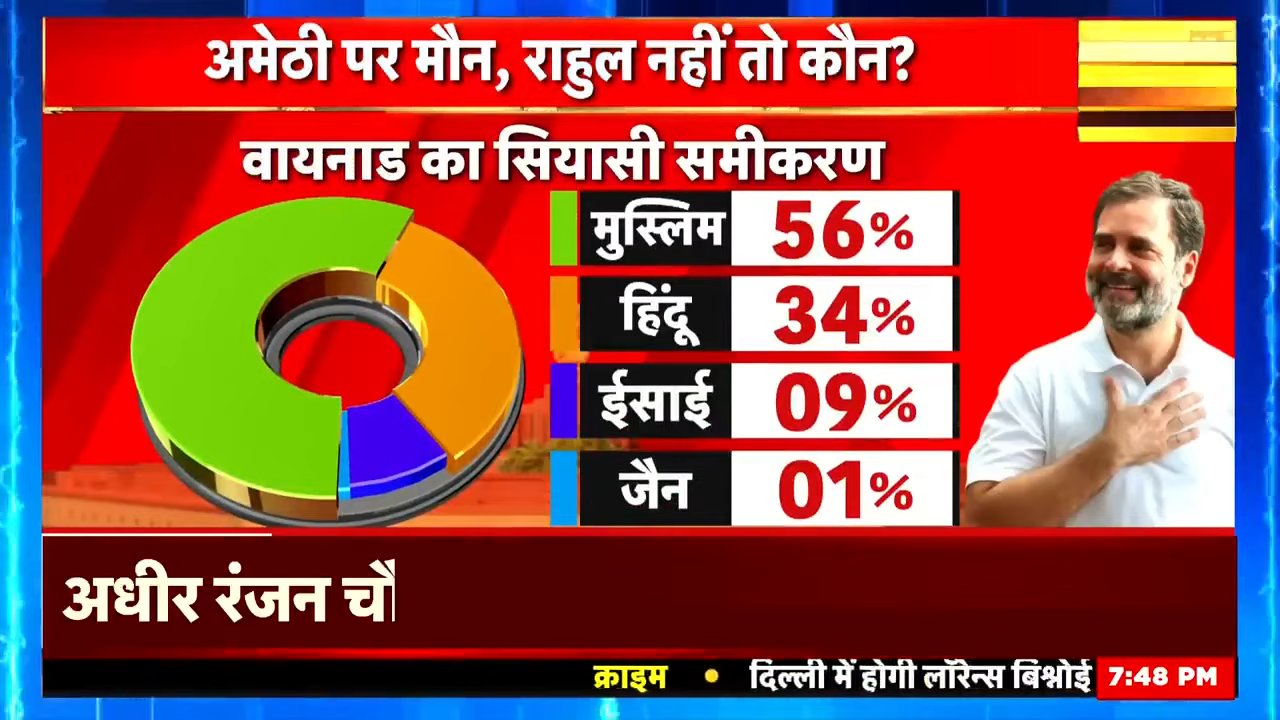 अमेठी पर मौन, राहुल नहीं तो कौन?
वायनाड का सियासी समीकरण
मुस्लिम 56%
हिंदू 34%
ईसाई 09%
जैन 01%
अधीर रंजन चौ
क्राइम • दिल्ली में होगी लॉरेन्स बिश्नोई 7:48 PM